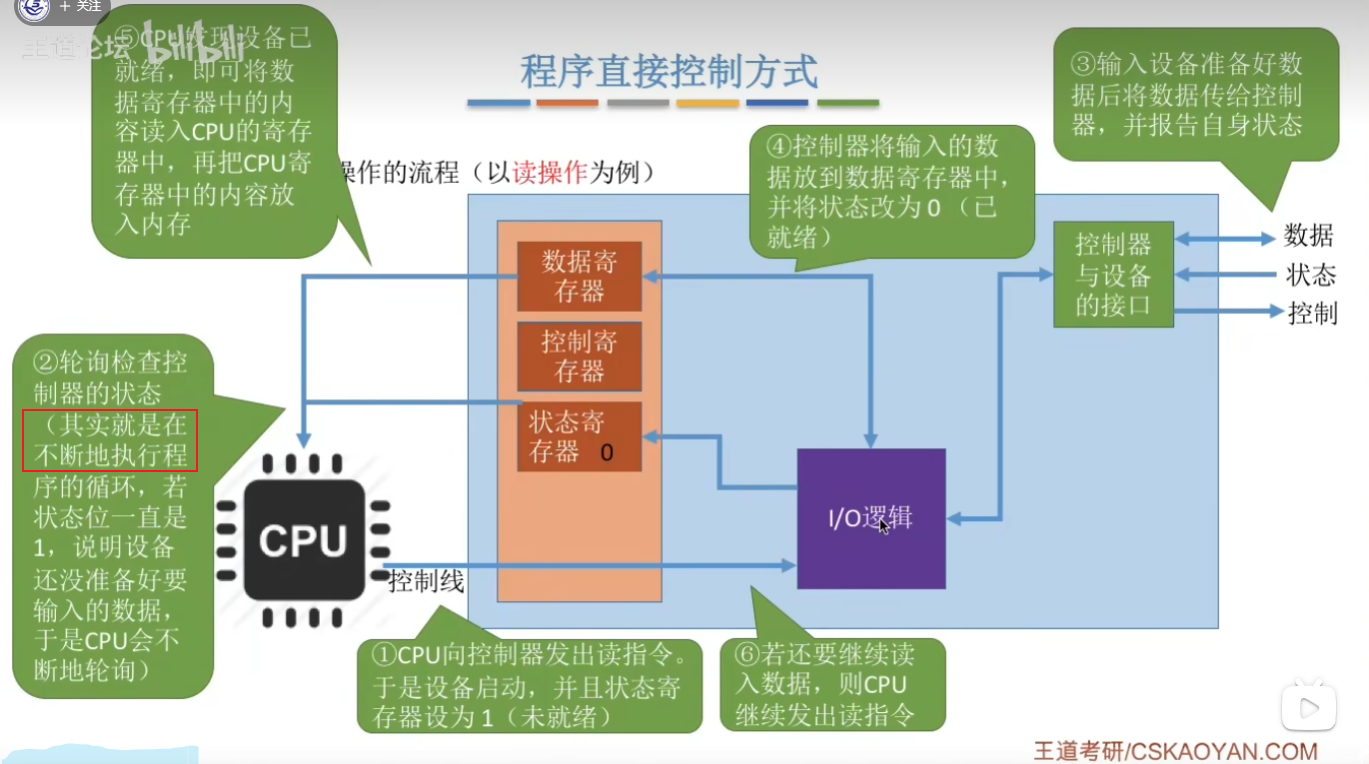 + 关注
王道论坛 bilibili
程序直接控制方式
操作的流程（以读操作为例）
⑤CPU发现设备已
就绪，即可将数
据寄存器中的内
容读入CPU的寄存
器中，再把CPU寄
存器中的内容放
入内存
③输入设备准备好数
据后将数据传给控制
器，并报告自身状态
④控制器将输入的数
据放到数据寄存器中，
并将状态改为 0 （已
就绪）
数据寄
存器
控制寄
存器
状态寄
存器 0
控制器
与设备
的接口
数据
状态
控制
②轮询检查控
制器的状态
（其实就是在
不断地执行程
序的循环，若
状态位一直是
1，说明设备
还没准备好要
输入的数据，
于是CPU会不
断地轮询）
CPU
I/O逻辑
控制线
①CPU向控制器发出读指令。
于是设备启动，并且状态寄
存器设为 1（未就绪）
⑥若还要继续读
入数据，则CPU
继续发出读指令
王道考研/CSKAOYAN.COM